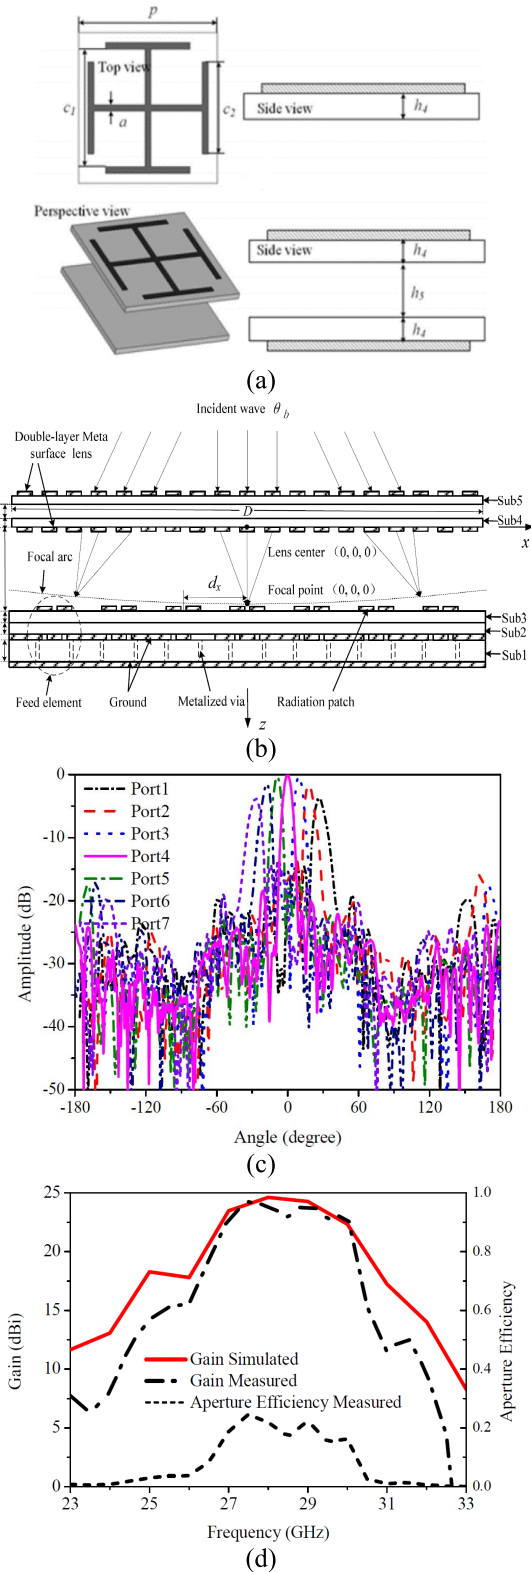 p
Top view
c1
c2
a
Side view
h4
Perspective view
Side view
h4
h5
h4
(a)
Incident wave θb
Double-layer Meta
surface lens
Sub5
D
Sub4
x
Focal arc
Lens center (0,0,0)
dx
Focal point (0,0,0)
Sub3
Sub2
Sub1
Feed element
Ground
Metalized via
Radiation patch
z
(b)
0
-10
-20
-30
-40
-50
Amplitude (dB)
Port1
Port2
Port3
Port4
Port5
Port6
Port7
-180
-120
-60
0
60
120
180
Angle (degree)
(c)
25
20
15
10
5
0
Gain (dBi)
1.0
0.8
0.6
0.4
0.2
0.0
Aperture Efficiency
Gain Simulated
Gain Measured
Aperture Efficiency Measured
23
25
27
29
31
33
Frequency (GHz)
(d)